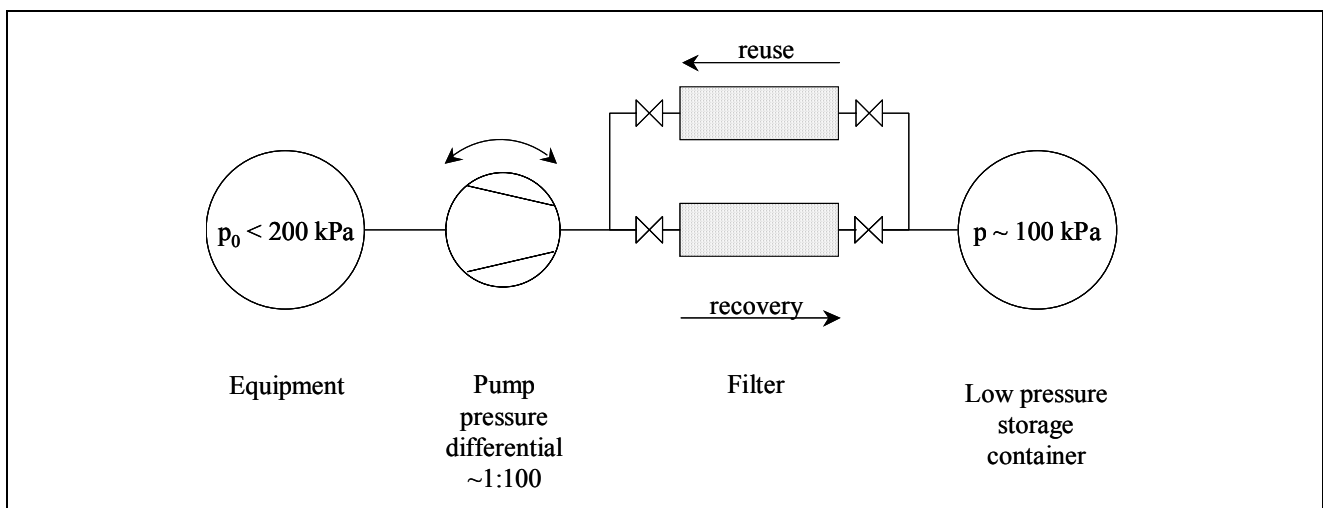 reuse
p₀ < 200 kPa
p ~ 100 kPa
recovery
Equipment
Pump
pressure
differential
~1:100
Filter
Low pressure
storage
container